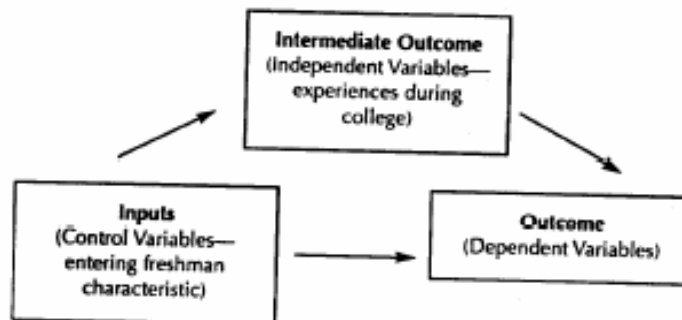 Intermediate Outcome
(Independent Variables—
experiences during
college)
Inputs
(Control Variables—
entering freshman
characteristic)
Outcome
(Dependent Variables)